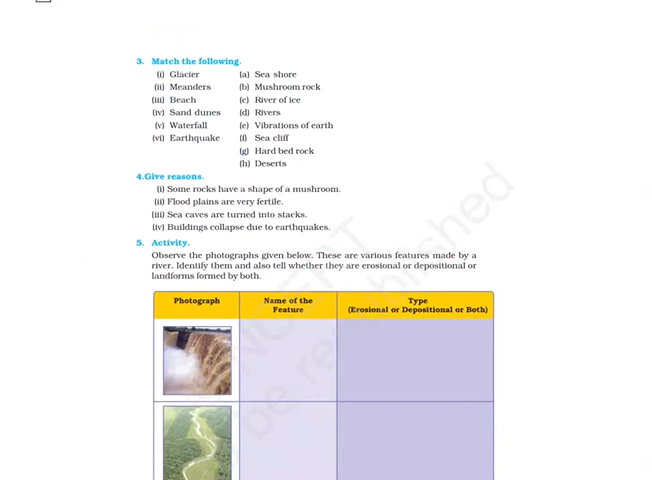 3. Match the following.
(i) Glacier (a) Sea shore
(ii) Meanders (b) Mushroom rock
(iii) Beach (c) River of ice
(iv) Sand dunes (d) Rivers
(v) Waterfall (e) Vibrations of earth
(vi) Earthquake (f) Sea cliff
(g) Hard bed rock
(h) Deserts
4.Give reasons.
(i) Some rocks have a shape of a mushroom.
(ii) Flood plains are very fertile.
(iii) Sea caves are turned into stacks.
(iv) Buildings collapse due to earthquakes.
5. Activity.
Observe the photographs given below. These are various features made by a
river. Identify them and also tell whether they are erosional or depositional or
landforms formed by both.
Photograph Name of the Feature Type (Erosional or Depositional or Both)